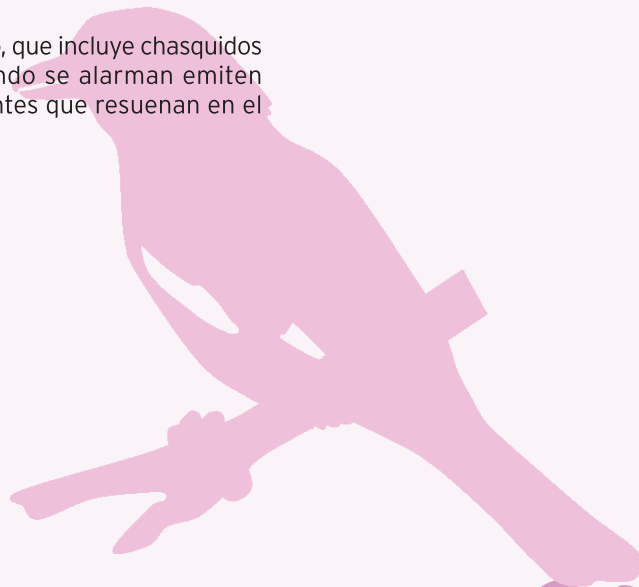 , que incluye chasquidos
ndo se alarman emiten
ntes que resuenan en el